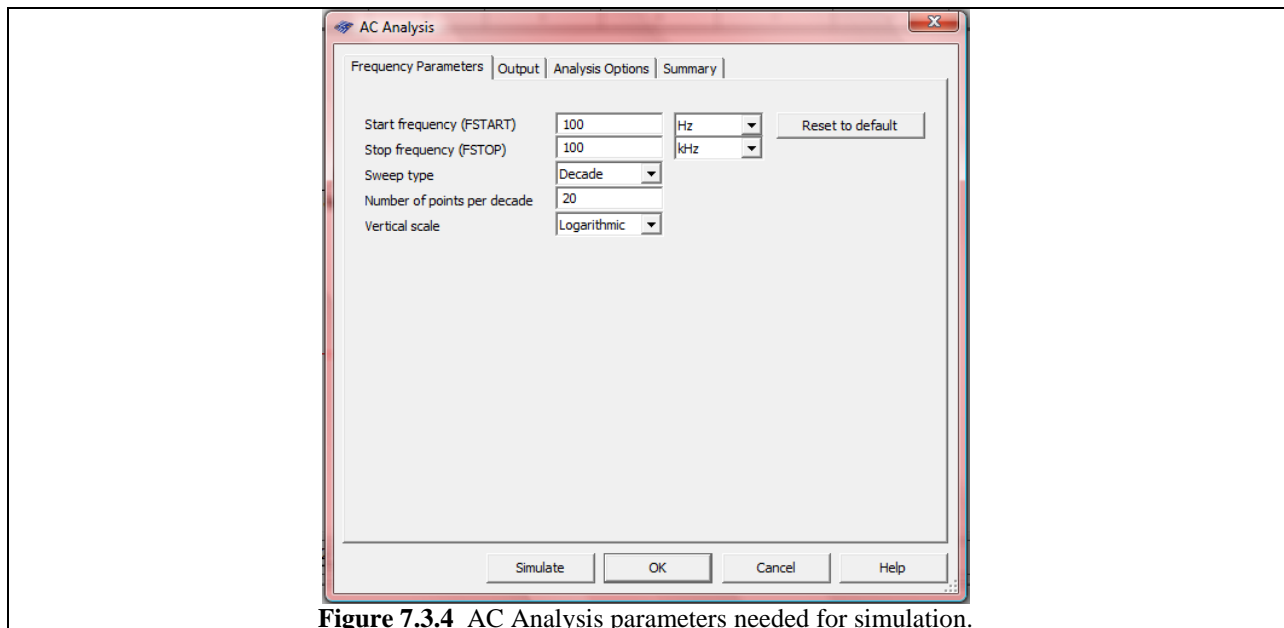 AC Analysis
Frequency Parameters Output Analysis Options Summary
Start frequency (FSTART) 100 Hz Reset to default
Stop frequency (FSTOP) 100 kHz
Sweep type Decade
Number of points per decade 20
Vertical scale Logarithmic
Simulate OK Cancel Help
Figure 7.3.4 AC Analysis parameters needed for simulation.